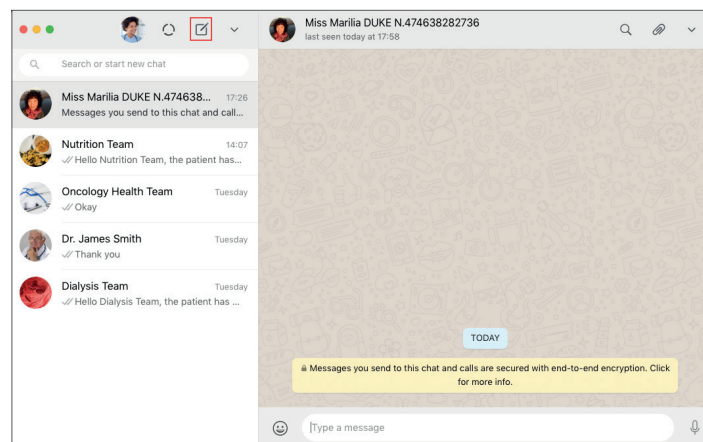 Miss Marilia DUKE N.474638282736
last seen today at 17:58
Search or start new chat
Miss Marilia DUKE N.474638... 17:26
Messages you send to this chat and call...
Nutrition Team 14:07
Hello Nutrition Team, the patient has...
Oncology Health Team Tuesday
Okay
Dr. James Smith Tuesday
Thank you
Dialysis Team Tuesday
Hello Dialysis Team, the patient has ...
TODAY
Messages you send to this chat and calls are secured with end-to-end encryption. Click
for more info.
Type a message